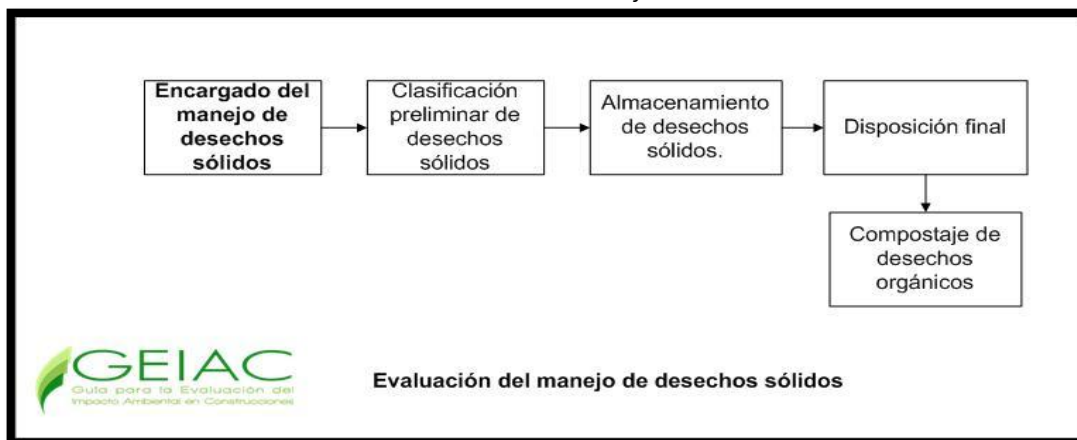 Encargado del
manejo de
desechos
sólidos
Clasificación
preliminar de
desechos
sólidos
Almacenamiento
de desechos
sólidos.
Disposición final
Compostaje de
desechos
orgánicos
GEIAC
Guía para la Evaluación del
Impacto Ambiental en Construcciones
Evaluación del manejo de desechos sólidos